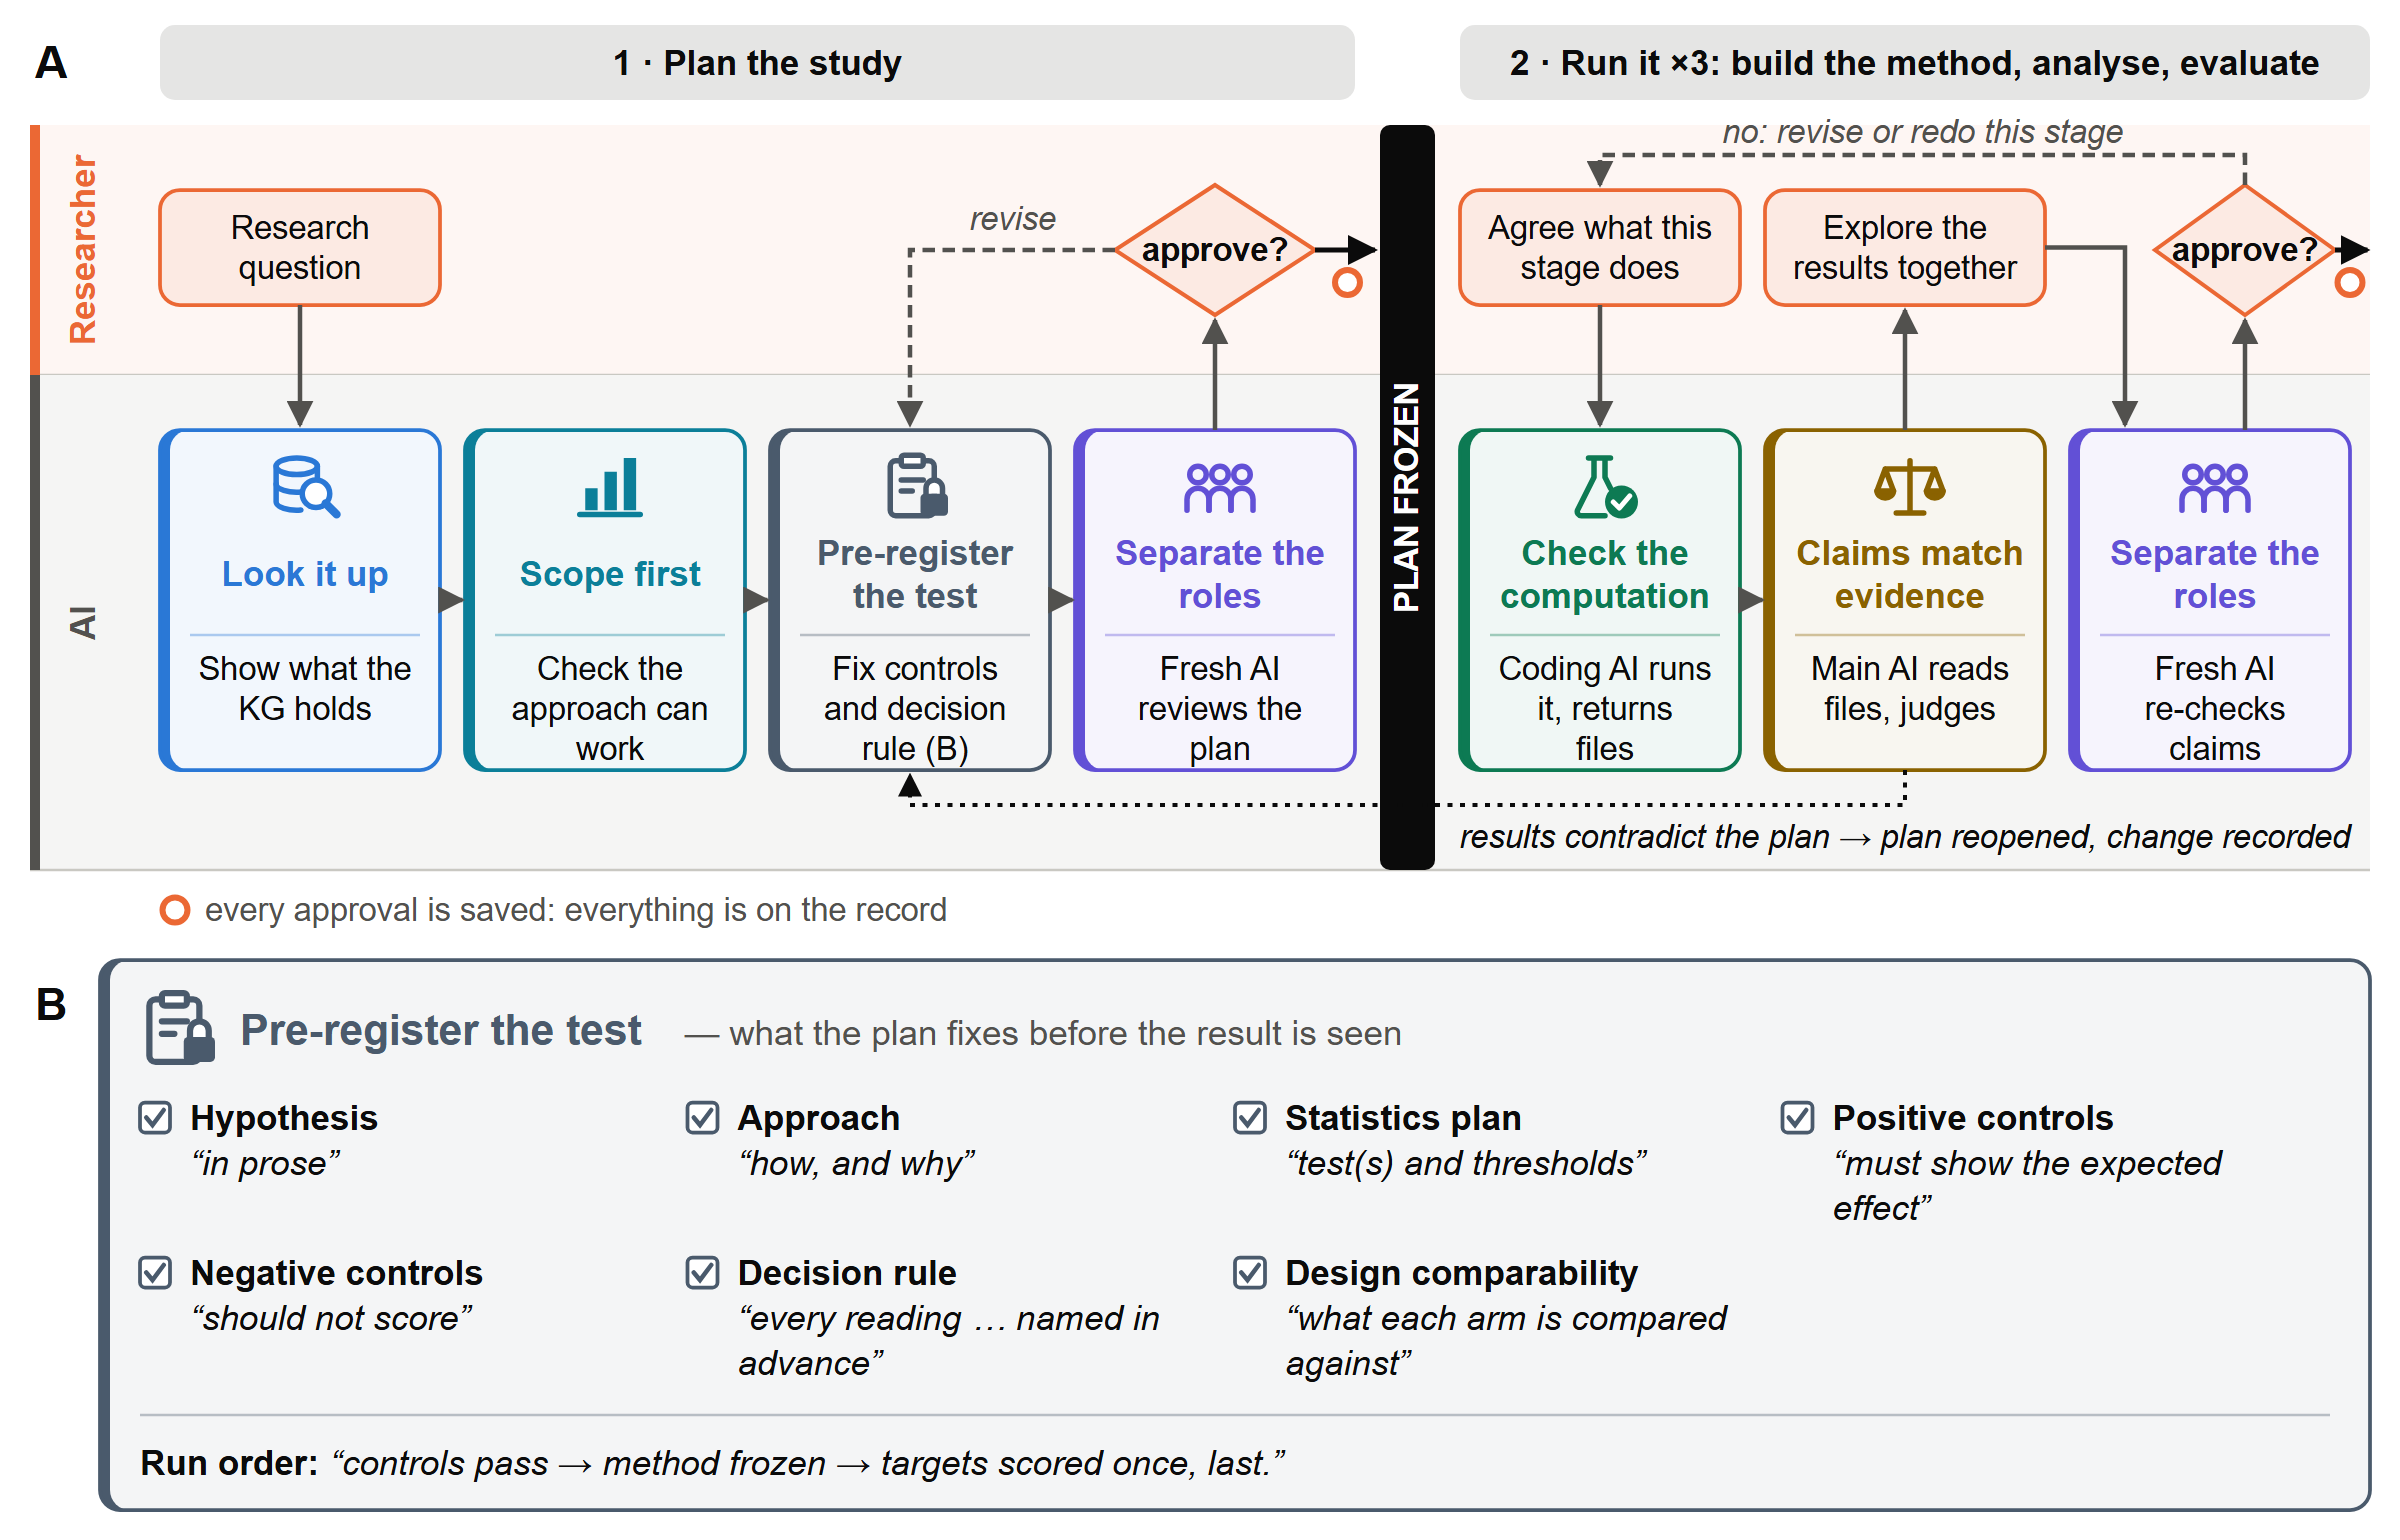 A
1 · Plan the study
2 · Run it ×3: build the method, analyse, evaluate
Researcher
no: revise or redo this stage
Research
question
revise
approve?
Agree what this
stage does
Explore the
results together
approve?
PLAN FROZEN
AI
Look it up
Show what the
KG holds
Scope first
Check the
approach can
work
Pre-register
the test
Fix controls
and decision
rule (B)
Separate the
roles
Fresh AI
reviews the
plan
Check the
computation
Coding AI runs
it, returns
files
Claims match
evidence
Main AI reads
files, judges
Separate the
roles
Fresh AI
re-checks
claims
results contradict the plan → plan reopened, change recorded
every approval is saved: everything is on the record
B
Pre-register the test — what the plan fixes before the result is seen
Hypothesis
“in prose”
Approach
“how, and why”
Statistics plan
“test(s) and thresholds”
Positive controls
“must show the expected
effect”
Negative controls
“should not score”
Decision rule
“every reading … named in
advance”
Design comparability
“what each arm is compared
against”
Run order: “controls pass → method frozen → targets scored once, last.”